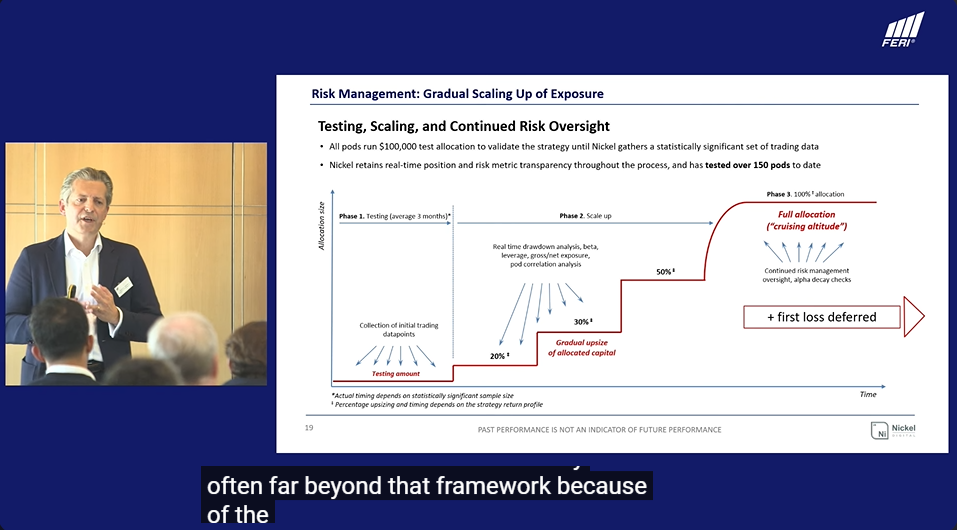 FERI®
Risk Management: Gradual Scaling Up of Exposure
Testing, Scaling, and Continued Risk Oversight
• All pods run $100,000 test allocation to validate the strategy until Nickel gathers a statistically significant set of trading data
• Nickel retains real-time position and risk metric transparency throughout the process, and has tested over 150 pods to date
Allocation size
Phase 1. Testing (average 3 months)*
Phase 2. Scale up
Phase 3. 100%‡ allocation
Full allocation
("cruising altitude")
Real time drawdown analysis, beta,
leverage, gross/net exposure,
pod correlation analysis
50%‡
Continued risk management
oversight, alpha decay checks
+ first loss deferred
Collection of initial trading
datapoints
30%‡
Gradual upsize
of allocated capital
20%‡
Testing amount
Time
*Actual timing depends on statistically significant sample size
‡ Percentage upsizing and timing depends on the strategy return profile
19
PAST PERFORMANCE IS NOT AN INDICATOR OF FUTURE PERFORMANCE
Ni
Nickel
DIGITAL
often far beyond that framework because
of the